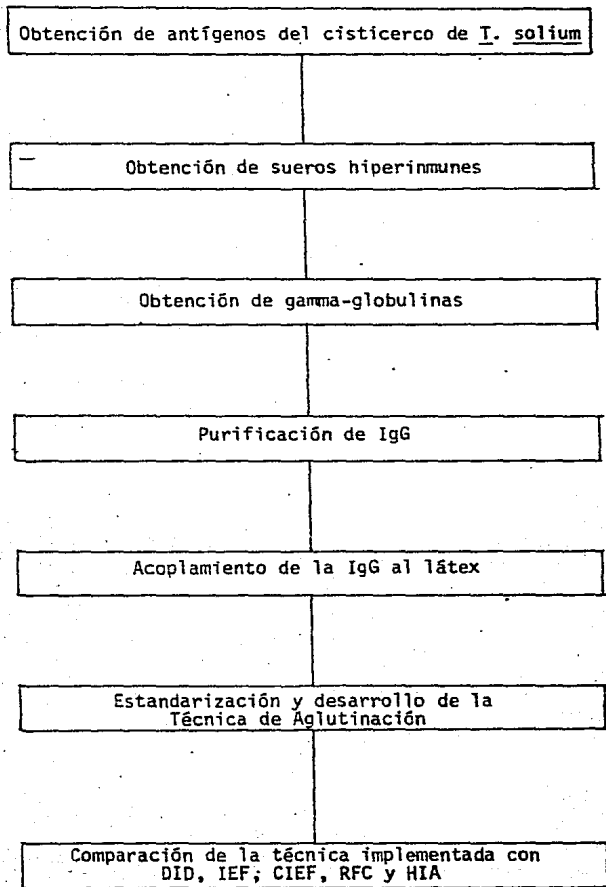 Obtención de antígenos del cisticerco de T. solium
Obtención de sueros hiperinmunes
Obtención de gamma-globulinas
Purificación de IgG
Acoplamiento de la IgG al látex
Estandarización y desarrollo de la
Técnica de Aglutinación
Comparación de la técnica implementada con
DID, IEF, CIEF, RFC y HIA